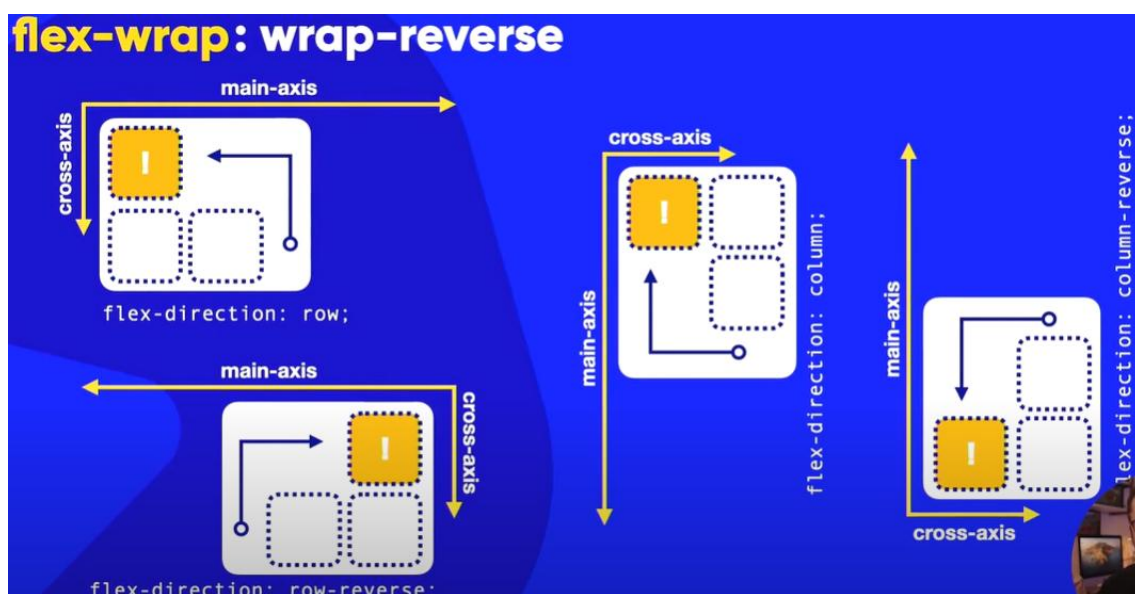 flex-wrap: wrap-reverse
main-axis
cross-axis
!
flex-direction: row;
main-axis
cross-axis
!
flex-direction: row-reverse;
cross-axis
main-axis
!
flex-direction: column;
main-axis
!
cross-axis
lex-direction: column-reverse;